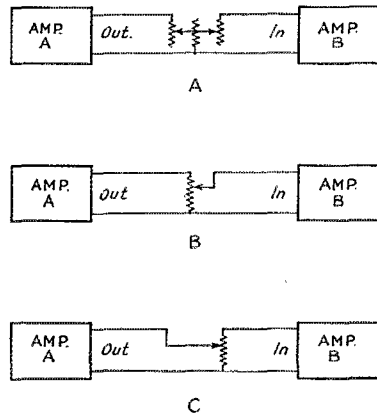 AMP. Out. In AMP.
A B
A
AMP. Out In AMP.
A B
B
AMP. Out In AMP.
A B
C